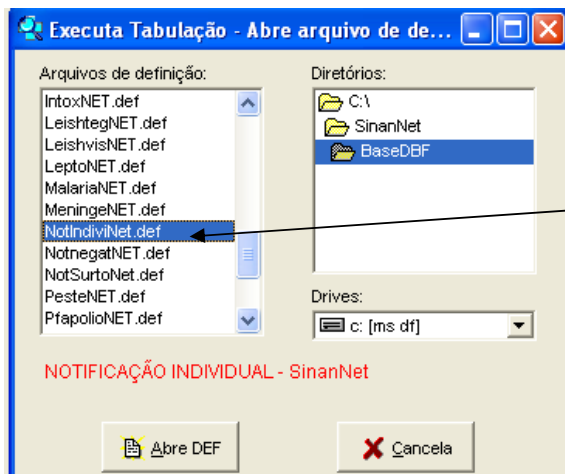 Executa Tabulação - Abre arquivo de de...
Arquivos de definição:
IntoxNET.def
LeishtegNET.def
LeishvisNET.def
LeptoNET.def
MalariaNET.def
MeningeNET.def
NotIndiviNet.def
NotnegatNET.def
NotSurtoNet.def
PesteNET.def
PfapolioNET.def
Diretórios:
C:\
SinanNet
BaseDBF
Drives:
c: [ms df]
NOTIFICAÇÃO INDIVIDUAL - SinanNet
Abre DEF
Cancela